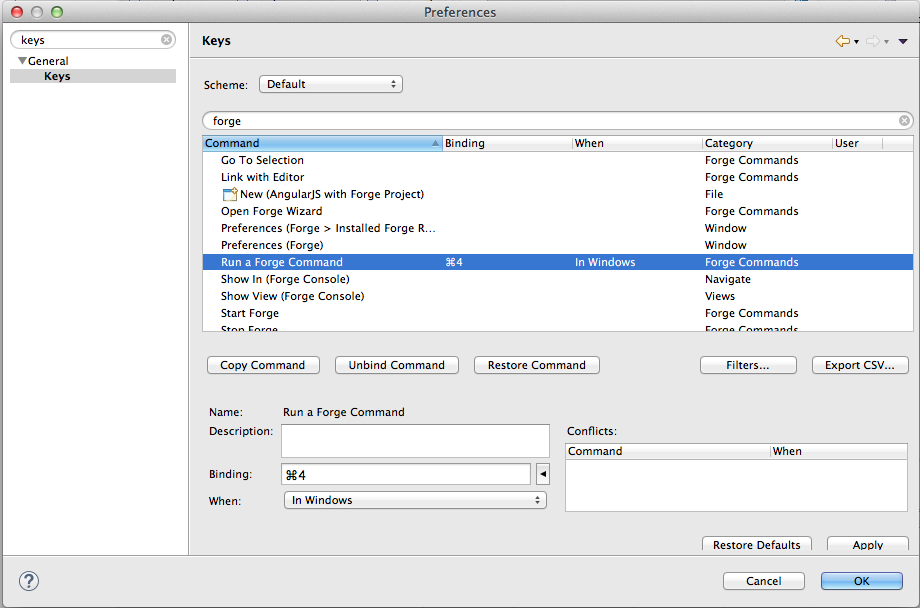 Preferences
keys
Keys
▼General
Keys
Scheme: Default
forge
Command Binding When Category User
Go To Selection Forge Commands
Link with Editor Forge Commands
New (AngularJS with Forge Project) File
Open Forge Wizard Forge Commands
Preferences (Forge > Installed Forge R... Window
Preferences (Forge) Window
Run a Forge Command ⌘4 In Windows Forge Commands
Show In (Forge Console) Navigate
Show View (Forge Console) Views
Start Forge Forge Commands
Stop Forge Forge Commands
Copy Command Unbind Command Restore Command Filters... Export CSV...
Name: Run a Forge Command
Description: Conflicts:
Command When
Binding: ⌘4
When: In Windows
Restore Defaults Apply
? Cancel OK